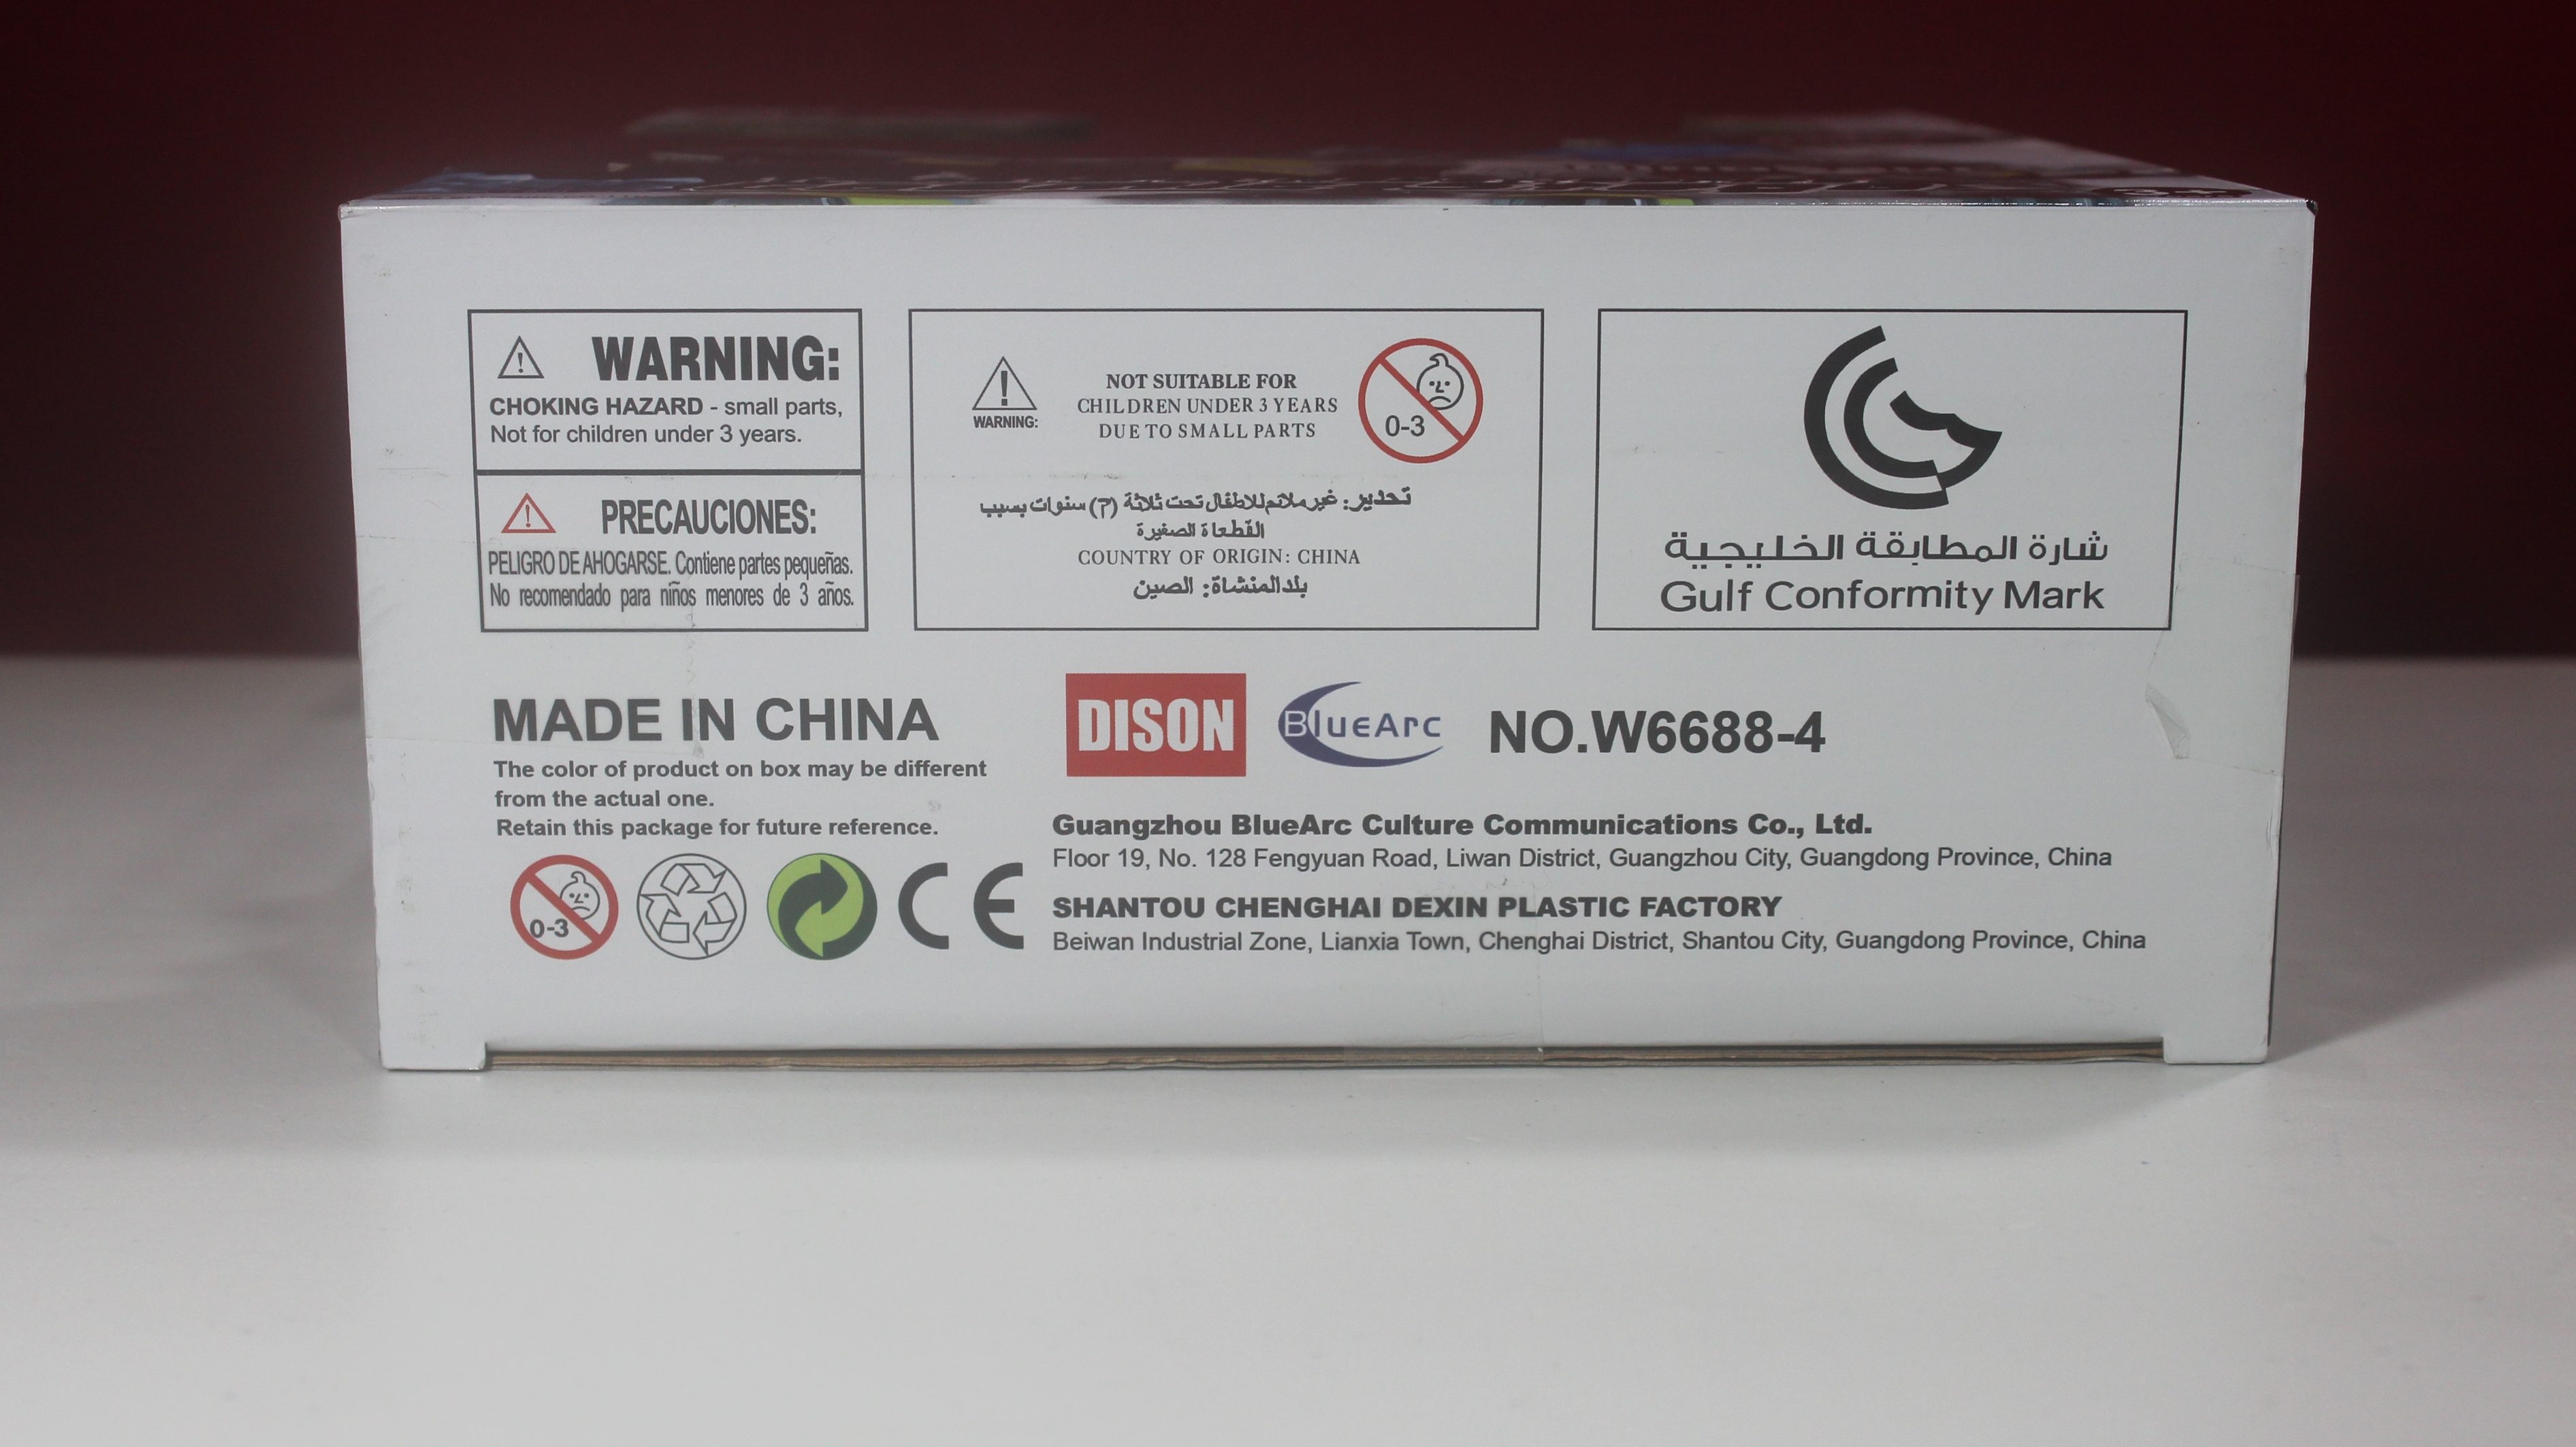 3+
WARNING:
CHOKING HAZARD - small parts,
Not for children under 3 years.
PRECAUCIONES:
PELIGRO DE AHOGARSE. Contiene partes pequeñas.
No recomendado para niños menores de 3 años.
WARNING:
NOT SUITABLE FOR
CHILDREN UNDER 3 YEARS
DUE TO SMALL PARTS
0-3
تحدير: غير ملائم للاطفال تحت ثلاثة (٣) سنوات بسبب
القطعاة الصغيرة
COUNTRY OF ORIGIN: CHINA
بلد المنشاة: الصين
شارة المطابقة الخليجية
Gulf Conformity Mark
MADE IN CHINA
The color of product on box may be different
from the actual one.
Retain this package for future reference.
0-3
CE
DISON
BlueArc
NO.W6688-4
Guangzhou BlueArc Culture Communications Co., Ltd.
Floor 19, No. 128 Fengyuan Road, Liwan District, Guangzhou City, Guangdong Province, China
SHANTOU CHENGHAI DEXIN PLASTIC FACTORY
Beiwan Industrial Zone, Lianxia Town, Chenghai District, Shantou City, Guangdong Province, China